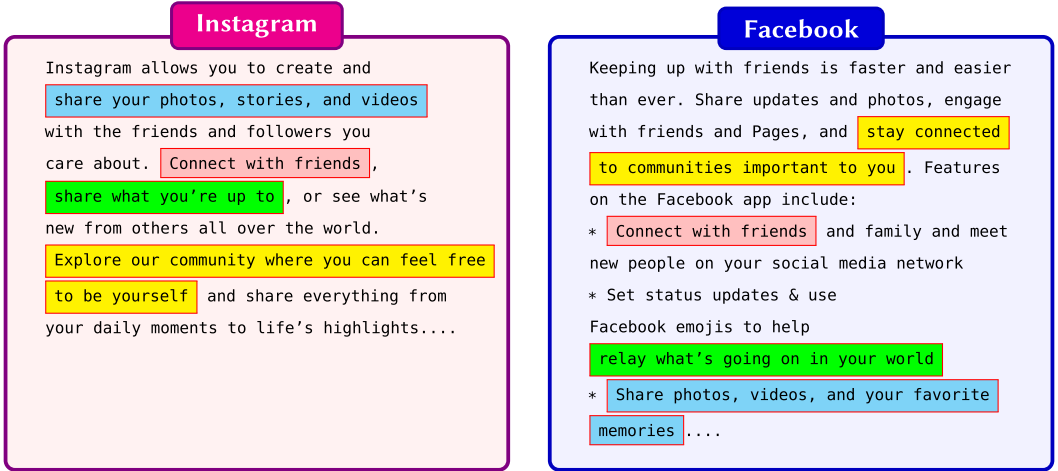 Instagram
Instagram allows you to create and
share your photos, stories, and videos
with the friends and followers you
care about. Connect with friends,
share what you’re up to, or see what’s
new from others all over the world.
Explore our community where you can feel free
to be yourself and share everything from
your daily moments to life’s highlights....
Facebook
Keeping up with friends is faster and easier
than ever. Share updates and photos, engage
with friends and Pages, and stay connected
to communities important to you. Features
on the Facebook app include:
* Connect with friends and family and meet
new people on your social media network
* Set status updates & use
Facebook emojis to help
relay what’s going on in your world
* Share photos, videos, and your favorite
memories....